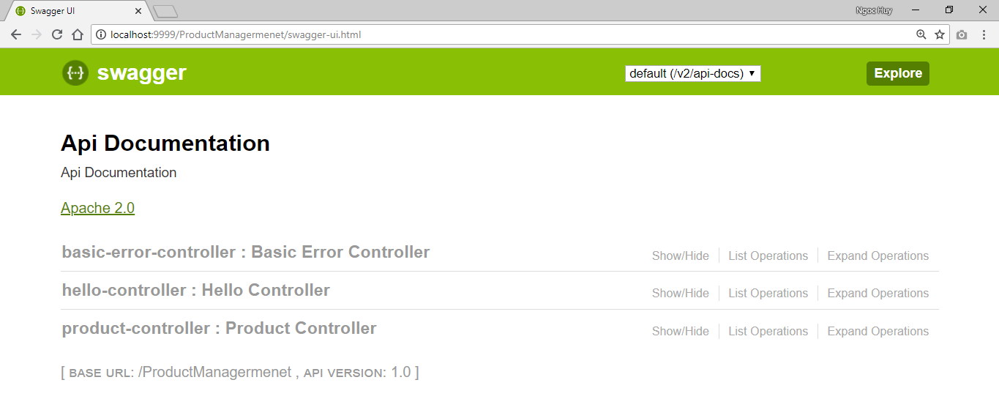 Swagger UI
Ngoc Huy
localhost:9999/ProductManagermenet/swagger-ui.html
{··}
swagger
default (/v2/api-docs)
Explore
Api Documentation
Api Documentation
Apache 2.0
basic-error-controller : Basic Error Controller Show/Hide List Operations Expand Operations
hello-controller : Hello Controller Show/Hide List Operations Expand Operations
product-controller : Product Controller Show/Hide List Operations Expand Operations
[ BASE URL: /ProductManagermenet , API VERSION: 1.0 ]